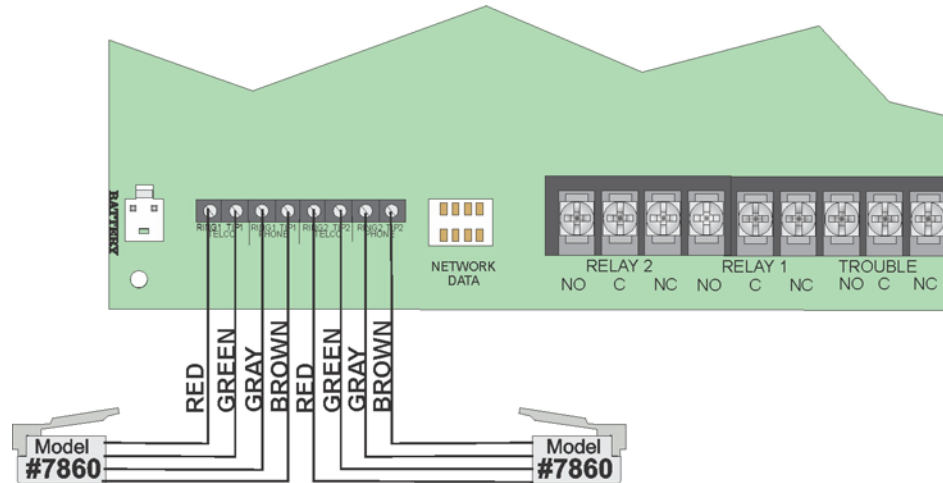 BATTERY
RING1 TIP1 RING1 TIP1 RING2 TIP2 RING2 TIP2
TELCO PHONE TELCO PHONE
NETWORK
DATA
RELAY 2 RELAY 1 TROUBLE
NO C NC NO C NC NO C NC
RED GREEN GRAY BROWN RED GREEN GRAY BROWN
Model
#7860
Model
#7860